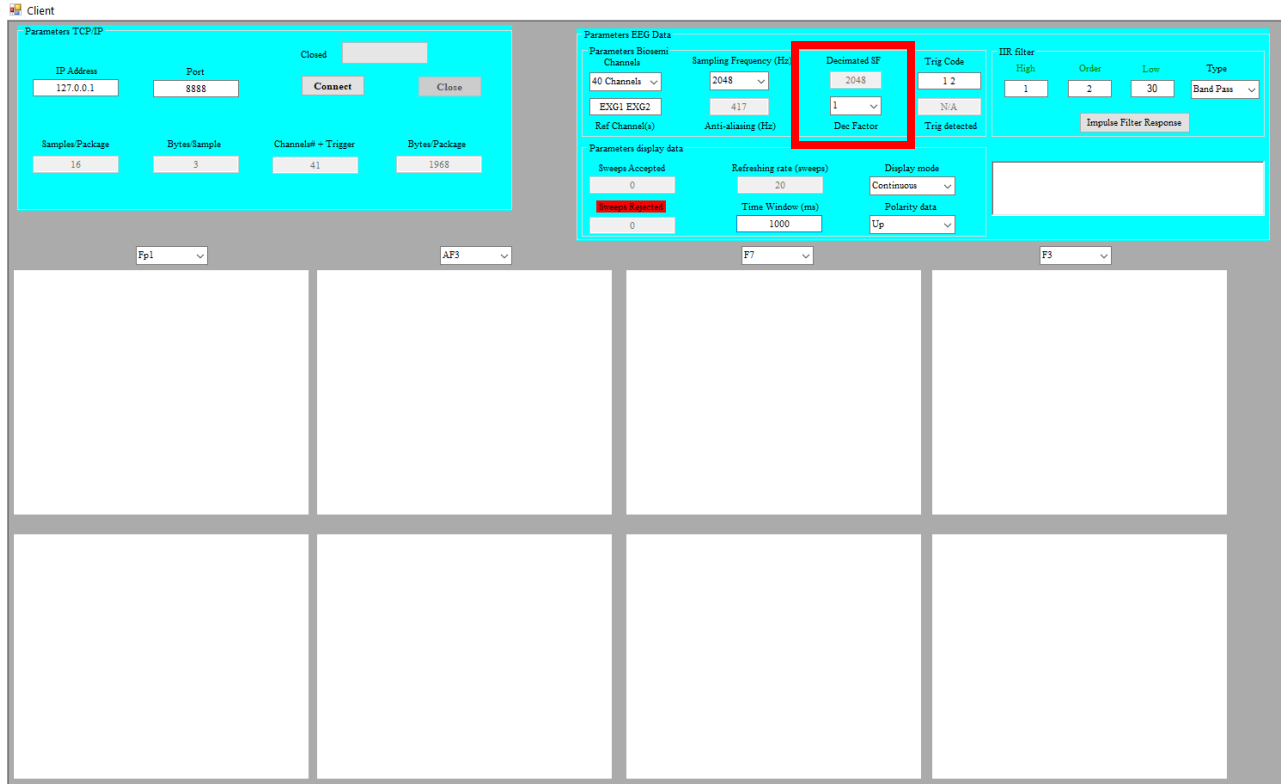 Client
Parameters TCP/IP
Closed
IP Address
Port
127.0.0.1
8888
Connect
Close
Samples/Package
Bytes/Sample
Channels# + Trigger
Bytes/Package
16
3
41
1968
Parameters EEG Data
Parameters Biosemi
Channels
Sampling Frequency (Hz)
Decimated SF
Trig Code
40 Channels
2048
2048
1 2
EXG1 EXG2
417
1
N/A
Ref Channel(s)
Anti-aliasing (Hz)
Dec Factor
Trig detected
IIR filter
High
Order
Low
Type
1
2
30
Band Pass
Impulse Filter Response
Parameters display data
Sweeps Accepted
Refreshing rate (sweeps)
Display mode
0
20
Continuous
Sweeps Rejected
Time Window (ms)
Polarity data
0
1000
Up
Fp1
AF3
F7
F3